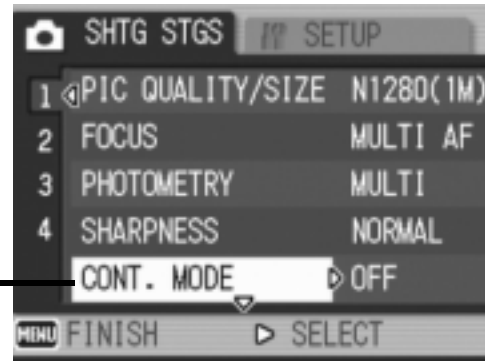 SHTG STGS SETUP
1 PIC QUALITY/SIZE N1280(1M)
2 FOCUS MULTI AF
3 PHOTOMETRY MULTI
4 SHARPNESS NORMAL
CONT. MODE OFF
MENU FINISH SELECT